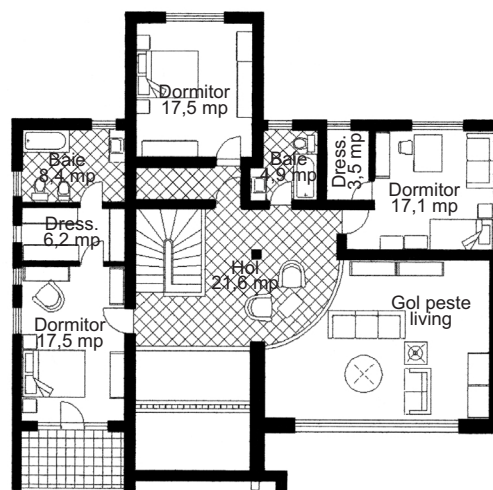 Dormitor
17,5 mp
Baie
8,4 mp
Baie
4,9 mp
Dress.
3,5 mp
Dormitor
17,1 mp
Dress.
6,2 mp
Hol
21,6 mp
Gol peste
living
Dormitor
17,5 mp